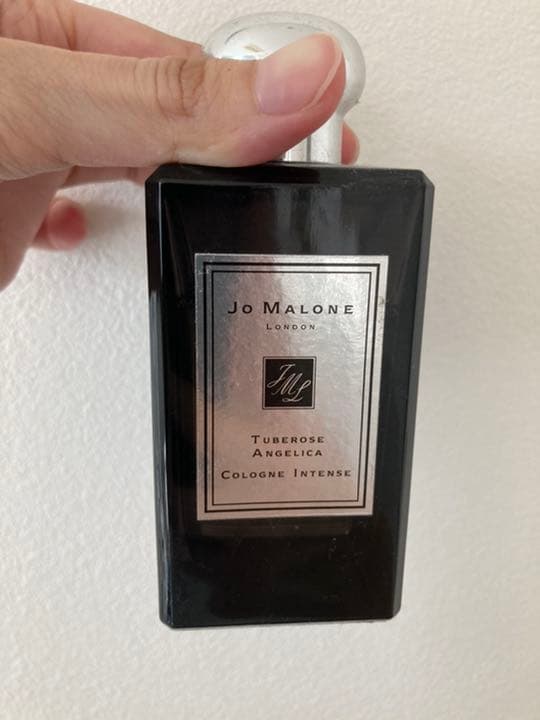 Jo Malone
London
JML
Tuberose
Angelica
Cologne Intense